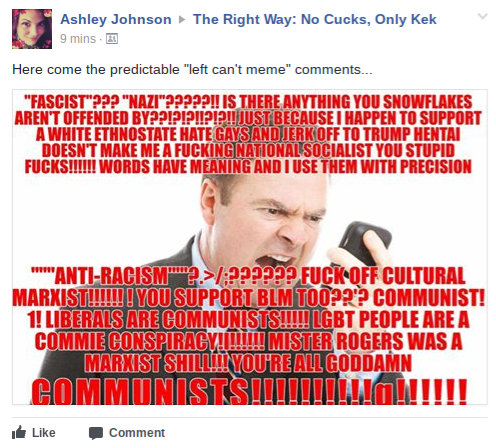 Ashley Johnson ▸ The Right Way: No Cucks, Only Kek
9 mins ·
Here come the predictable "left can't meme" comments...
"FASCIST"??? "NAZI"?????!! IS THERE ANYTHING YOU SNOWFLAKES
AREN'T OFFENDED BY??!?!?!!?!?!! JUST BECAUSE I HAPPEN TO SUPPORT
A WHITE ETHNOSTATE HATE GAYS AND JERK OFF TO TRUMP HENTAI
DOESN'T MAKE ME A FUCKING NATIONAL SOCIALIST YOU STUPID
FUCKS!!!!!! WORDS HAVE MEANING AND I USE THEM WITH PRECISION
"""ANTI-RACISM"""?.>/;?????? FUCK OFF CULTURAL
MARXIST!!!!!!! ! YOU SUPPORT BLM TOO??? COMMUNIST!
1! LIBERALS ARE COMMUNISTS!!!!! LGBT PEOPLE ARE A
COMMIE CONSPIRACY!!!!!!!! MISTER ROGERS WAS A
MARXIST SHILL!!! YOU'RE ALL GODDAMN
COMMUNISTS!!!!!!!!!!!q!!!!!!
Like Comment